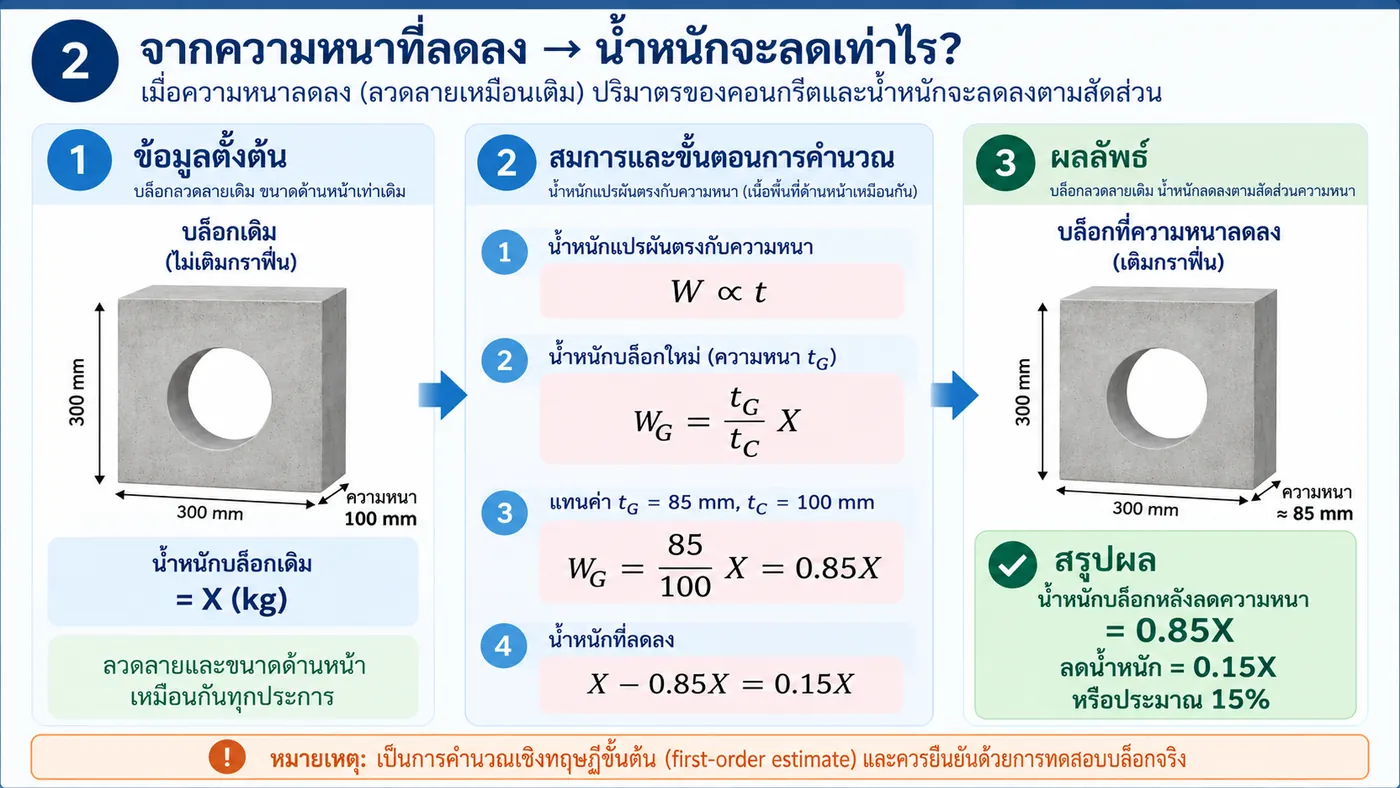 2
จากความหนาที่ลดลง → น้ำหนักจะลดเท่าไร?
เมื่อความหนาลดลง (ลวดลายเหมือนเดิม) ปริมาตรของคอนกรีตและน้ำหนักจะลดลงตามสัดส่วน
1
ข้อมูลตั้งต้น
บล็อกลวดลายเดิม ขนาดด้านหน้าเท่าเดิม
บล็อกเดิม
(ไม่เติมกราฟีน)
300 mm
300 mm
ความหนา
100 mm
น้ำหนักบล็อกเดิม
= X (kg)
ลวดลายและขนาดด้านหน้า
เหมือนกันทุกประการ
2
สมการและขั้นตอนการคำนวณ
น้ำหนักแปรผันตรงกับความหนา (เนื้อพื้นที่ด้านหน้าเหมือนกัน)
1
น้ำหนักแปรผันตรงกับความหนา
W ∝ t
2
น้ำหนักบล็อกใหม่ (ความหนา t_G)
W_G = t_G / t_C X
3
แทนค่า t_G = 85 mm, t_C = 100 mm
W_G = 85 / 100 X = 0.85X
4
น้ำหนักที่ลดลง
X − 0.85X = 0.15X
3
ผลลัพธ์
บล็อกลวดลายเดิม น้ำหนักลดลงตามสัดส่วนความหนา
บล็อกที่ความหนาลดลง
(เติมกราฟีน)
300 mm
300 mm
ความหนา
≈ 85 mm
สรุปผล
น้ำหนักบล็อกหลังลดความหนา
= 0.85X
ลดน้ำหนัก = 0.15X
หรือประมาณ 15%
! หมายเหตุ: เป็นการคำนวณเชิงทฤษฎีขั้นต้น (first-order estimate) และควรยืนยันด้วยการทดสอบบล็อกจริง